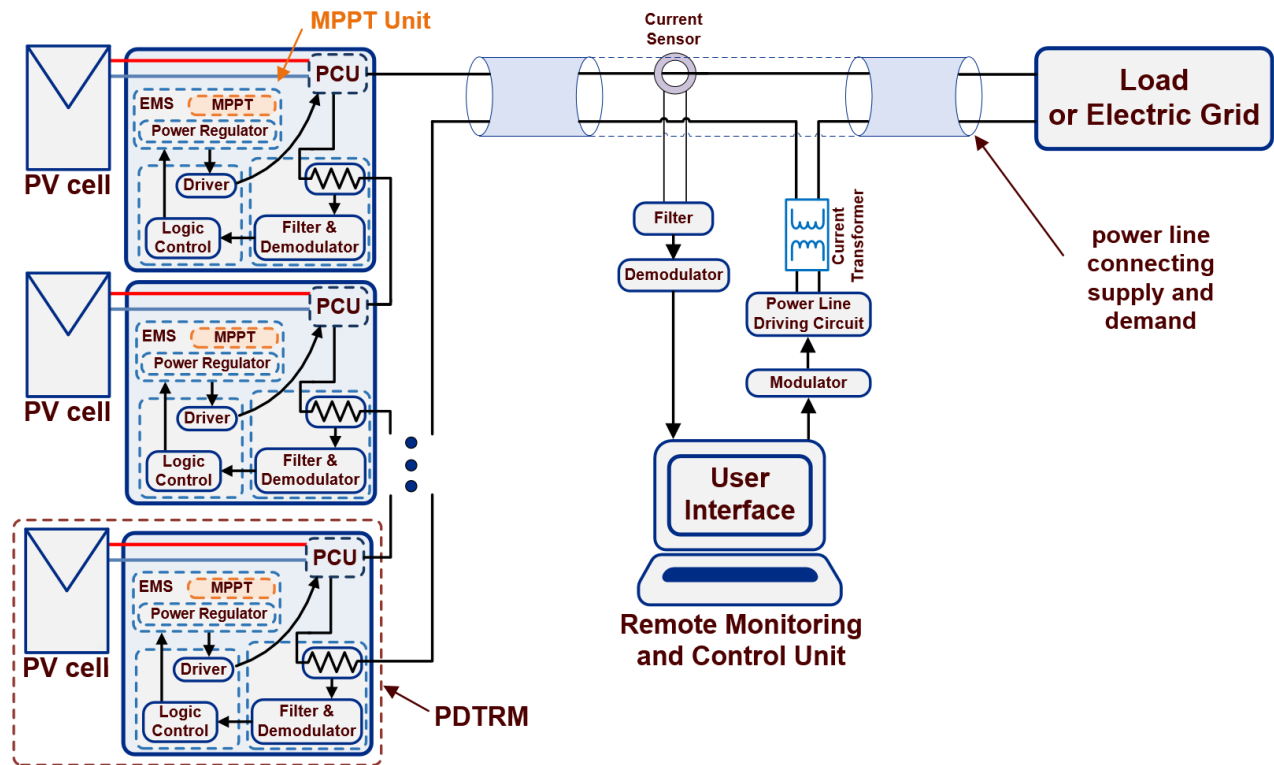 MPPT Unit
Current
Sensor
PCU
EMS
MPPT
Power Regulator
Driver
Logic
Control
Filter &
Demodulator
PV cell
Load
or Electric Grid
Filter
Demodulator
Current
Transformer
Power Line
Driving Circuit
Modulator
power line
connecting
supply and
demand
PCU
EMS
MPPT
Power Regulator
Driver
Logic
Control
Filter &
Demodulator
PV cell
User
Interface
Remote Monitoring
and Control Unit
PCU
EMS
MPPT
Power Regulator
Driver
Logic
Control
Filter &
Demodulator
PV cell
PDTRM